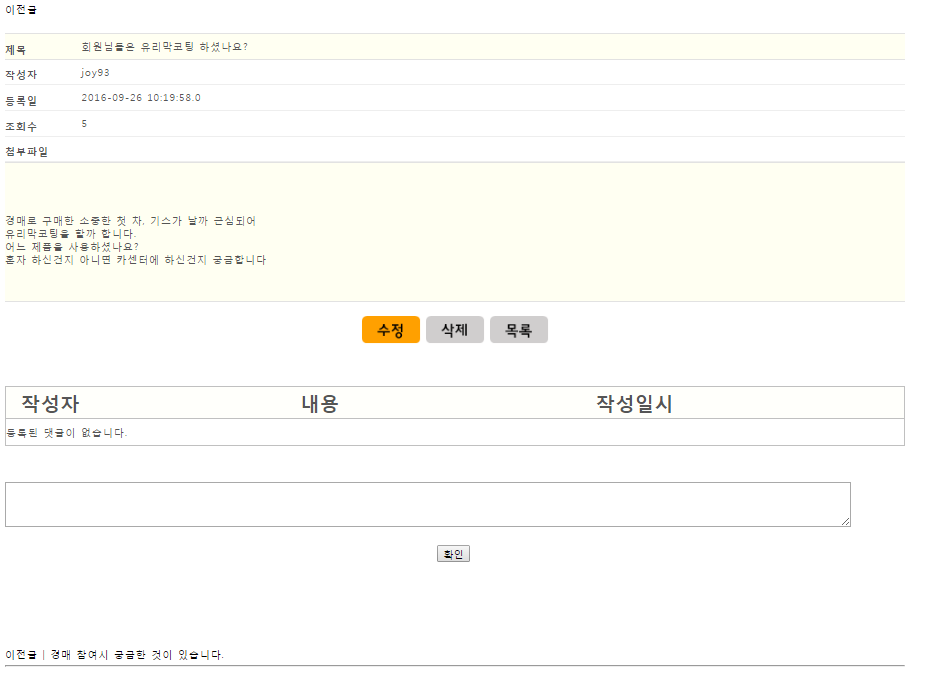 이전글
제목 회원님들은 유리막코팅 하셨나요?
작성자 joy93
등록일 2016-09-26 10:19:58.0
조회수 5
첨부파일
경매로 구매한 소중한 첫 차, 기스가 날까 근심되어
유리막코팅을 할까 합니다.
어느 제품을 사용하셨나요?
혼자 하신건지 아니면 카센터에 하신건지 궁금합니다
수정 삭제 목록
작성자 내용 작성일시
등록된 댓글이 없습니다.
확인
이전글 | 경매 참여시 궁금한 것이 있습니다.